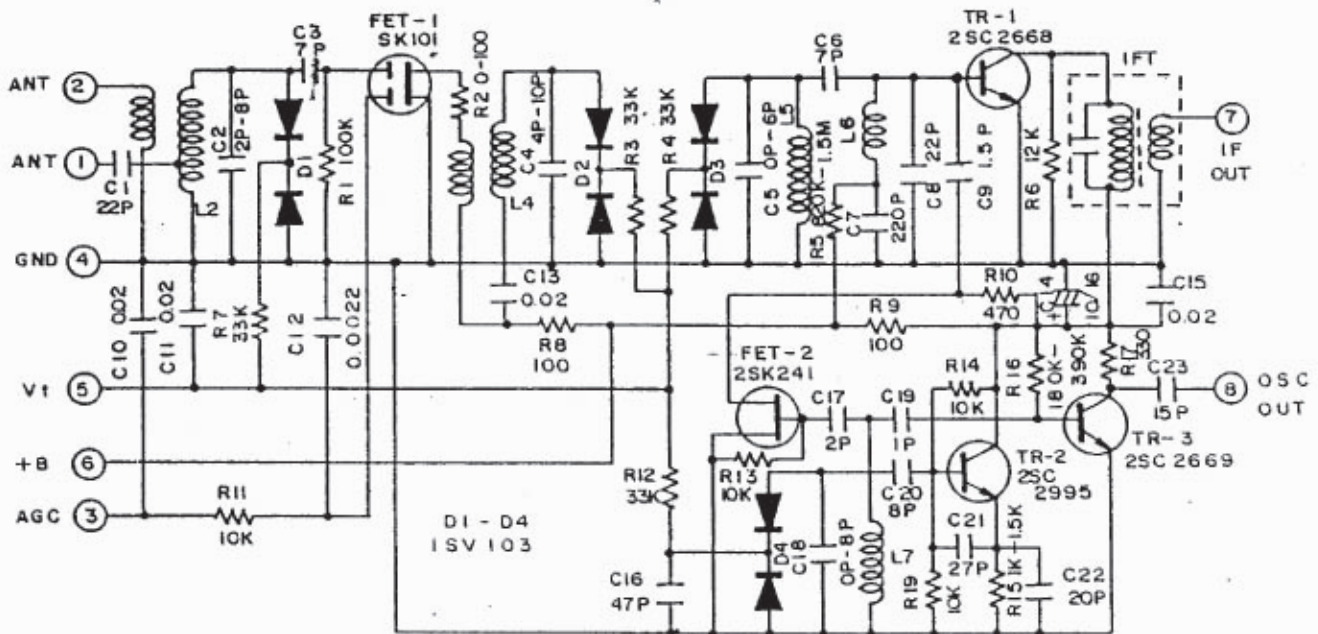 FET-1
SK101
C3
7P
ANT 2
ANT 1
C1
22P
L2
C2
2P-8P
D1
R1 100K
R2 0-100
L4
C4
4P-10P
D2
R3 33K
R4 33K
D3
C6
7P
C5
0P-6P
L5
R5 820K-1.5M
L6
C7
220P
C8 22P
C9 1.5P
TR-1
2SC2668
R6 12K
IFT
7
IF
OUT
GND 4
C10 0.02
C11 0.02
R7
33K
C12
0.0022
C13
0.02
R8
100
R9
100
R10
470
+C14
10-16
C15
0.02
Vt 5
+B 6
AGC 3
R11
10K
D1-D4
1SV103
FET-2
2SK241
C17
2P
C19
1P
R14
10K
R16
180K-
390K
R17
330
C23
15P
8 OSC
OUT
TR-3
2SC2669
R12
33K
R13
10K
C16
47P
D4
C18
0P-8P
L7
C20
8P
TR-2
2SC
2995
C21
27P
R19
10K
R15 1K-1.5K
C22
20P